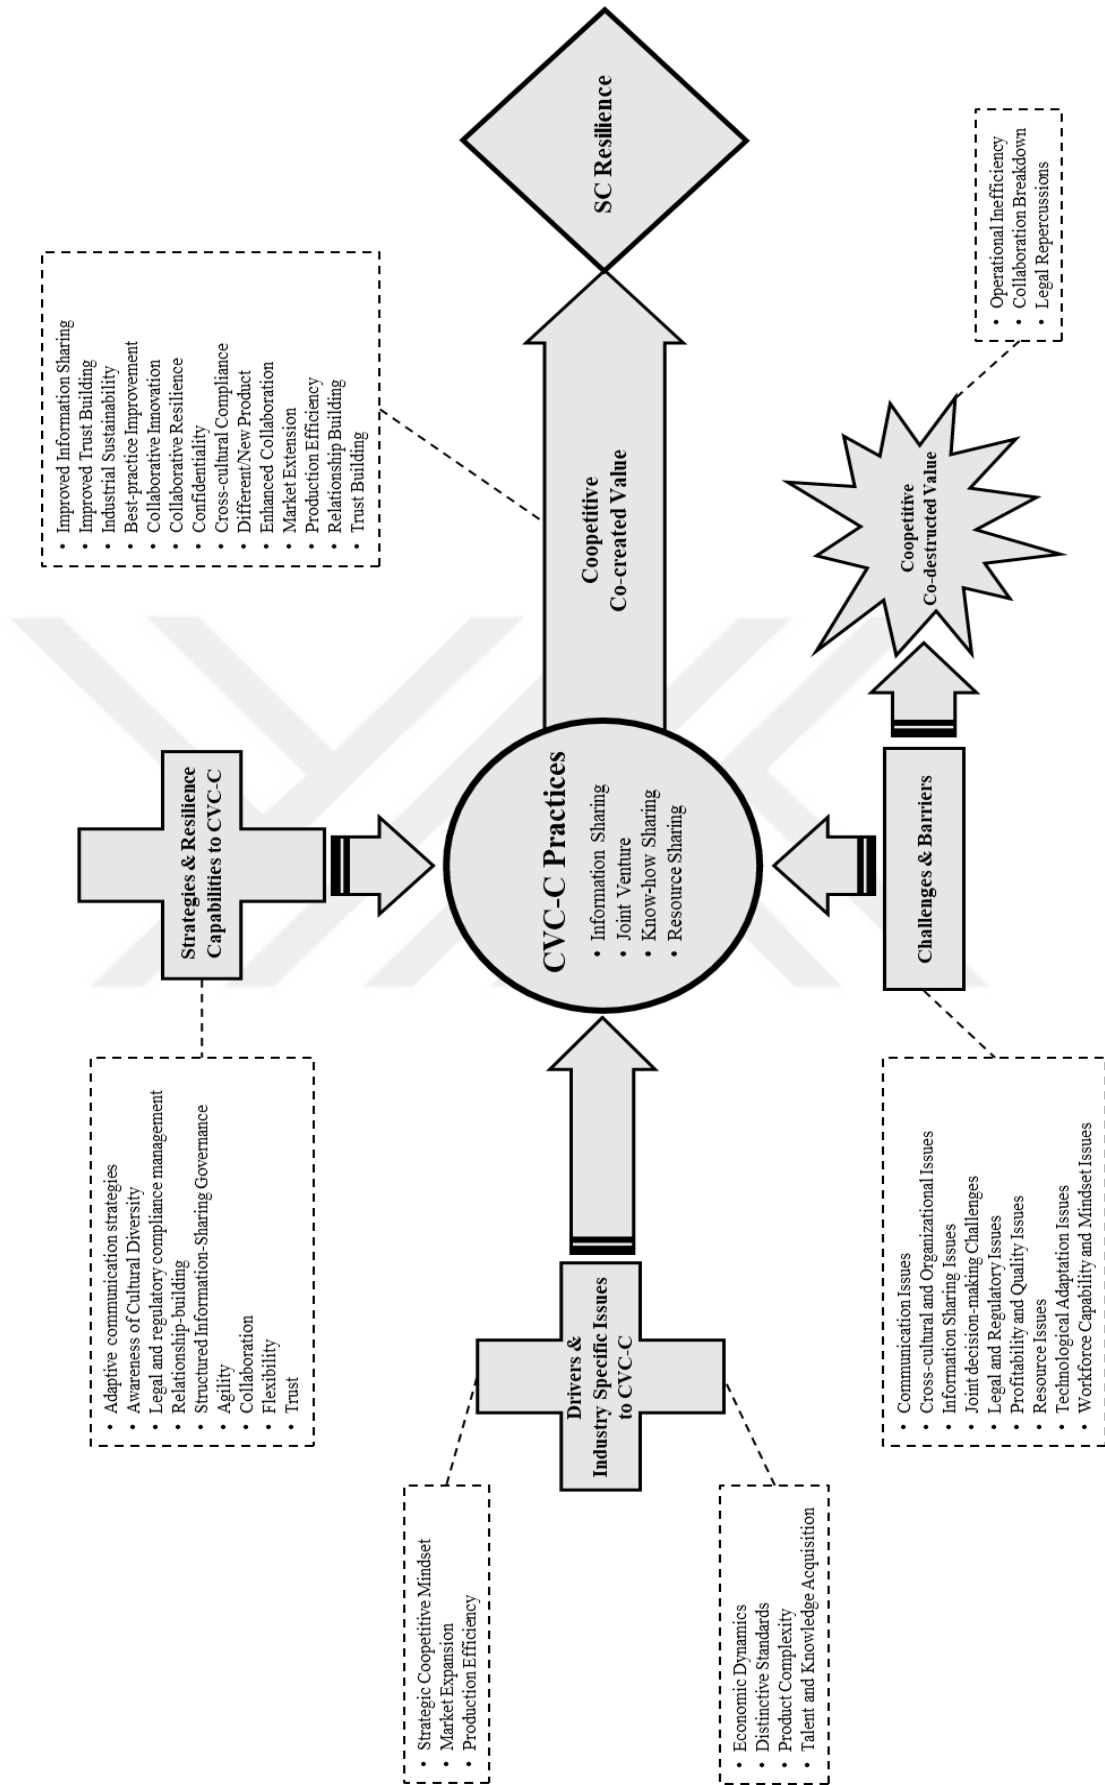 Adaptive communication strategies
Awareness of Cultural Diversity
Legal and regulatory compliance management
Relationship-building
Structured Information-Sharing Governance
Agility
Collaboration
Flexibility
Trust
Strategies & Resilience
Capabilities to CVC-C
Improved Information Sharing
Improved Trust Building
Industrial Sustainability
Best-practice Improvement
Collaborative Innovation
Collaborative Resilience
Confidentiality
Cross-cultural Compliance
Different/New Product
Enhanced Collaboration
Market Extension
Production Efficiency
Relationship Building
Trust Building
Strategic Coopetitive Mindset
Market Expansion
Production Efficiency
Drivers &
Industry Specific Issues
to CVC-C
Economic Dynamics
Distinctive Standards
Product Complexity
Talent and Knowledge Acquisition
CVC-C Practices
Information Sharing
Joint Venture
Know-how Sharing
Resource Sharing
Coopetitive
Co-created Value
SC Resilience
Communication Issues
Cross-cultural and Organizational Issues
Information Sharing Issues
Joint decision-making Challenges
Legal and Regulatory Issues
Profitability and Quality Issues
Resource Issues
Technological Adaptation Issues
Workforce Capability and Mindset Issues
Challenges & Barriers
Coopetitive
Co-destructed Value
Operational Inefficiency
Collaboration Breakdown
Legal Repercussions